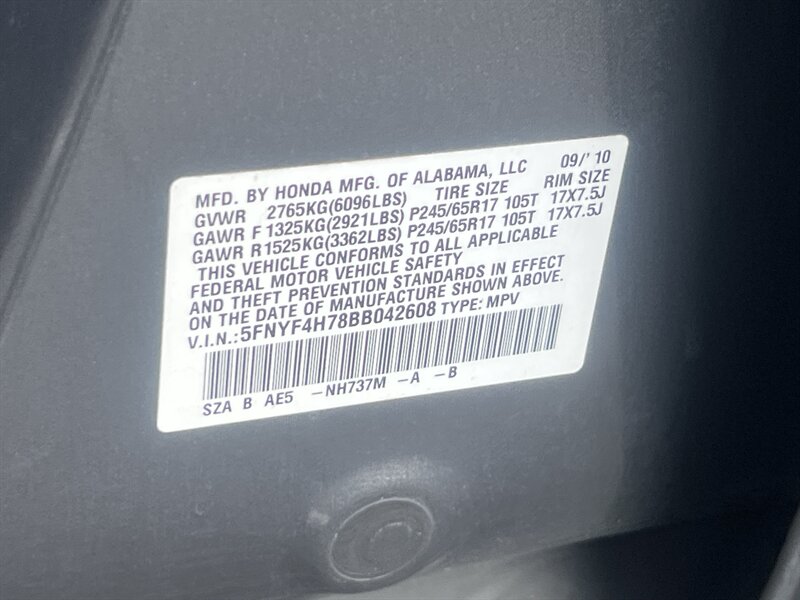 MFD. BY HONDA MFG. OF ALABAMA, LLC 09/'10
GVWR 2765KG(6096LBS) TIRE SIZE RIM SIZE
GAWR F 1325KG(2921LBS) P245/65R17 105T 17X7.5J
GAWR R 1525KG(3362LBS) P245/65R17 105T 17X7.5J
THIS VEHICLE CONFORMS TO ALL APPLICABLE
FEDERAL MOTOR VEHICLE SAFETY
AND THEFT PREVENTION STANDARDS IN EFFECT
ON THE DATE OF MANUFACTURE SHOWN ABOVE.
V.I.N.:5FNYF4H78BB042608 TYPE: MPV
SZA B AE5 -NH737M -A -B